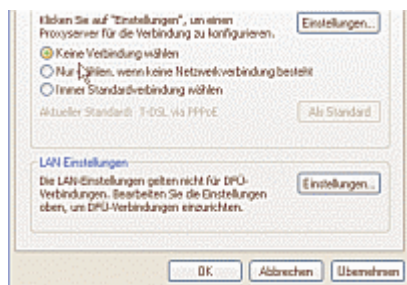 Klicken Sie auf "Einstellungen", um einen
Proxyserver für die Verbindung zu konfigurieren.
Einstellungen...
Keine Verbindung wählen
Nur wählen, wenn keine Netzwerkverbindung besteht
Immer Standardverbindung wählen
Aktueller Standard: T-DSL via PPPoE
Als Standard
LAN Einstellungen
Die LAN-Einstellungen gelten nicht für DFÜ-
Verbindungen. Bearbeiten Sie die Einstellungen
oben, um DFÜ-Verbindungen einzurichten.
Einstellungen...
OK
Abbrechen
Übernehmen